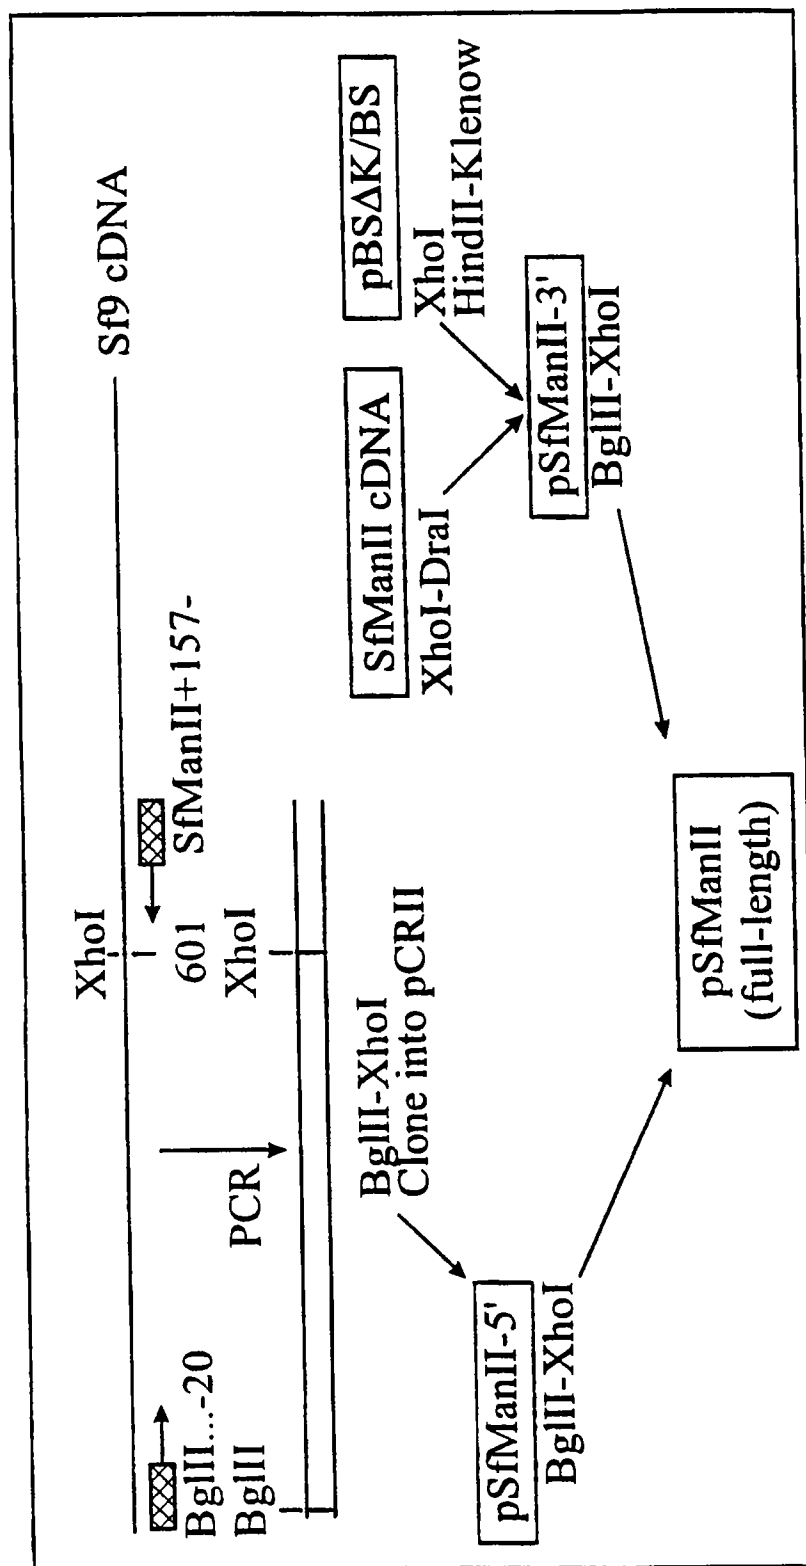 Sf9 cDNA
XhoI
601
BglII...-20
SfManII+157-
BglII
XhoI
PCR
BglII-XhoI
Clone into pCRII
SfManII cDNA
XhoI-DraI
pBSΔK/BS
XhoI
HindII-Klenow
pSfManII-5'
BglII-XhoI
pSfManII-3'
BglII-XhoI
pSfManII
(full-length)